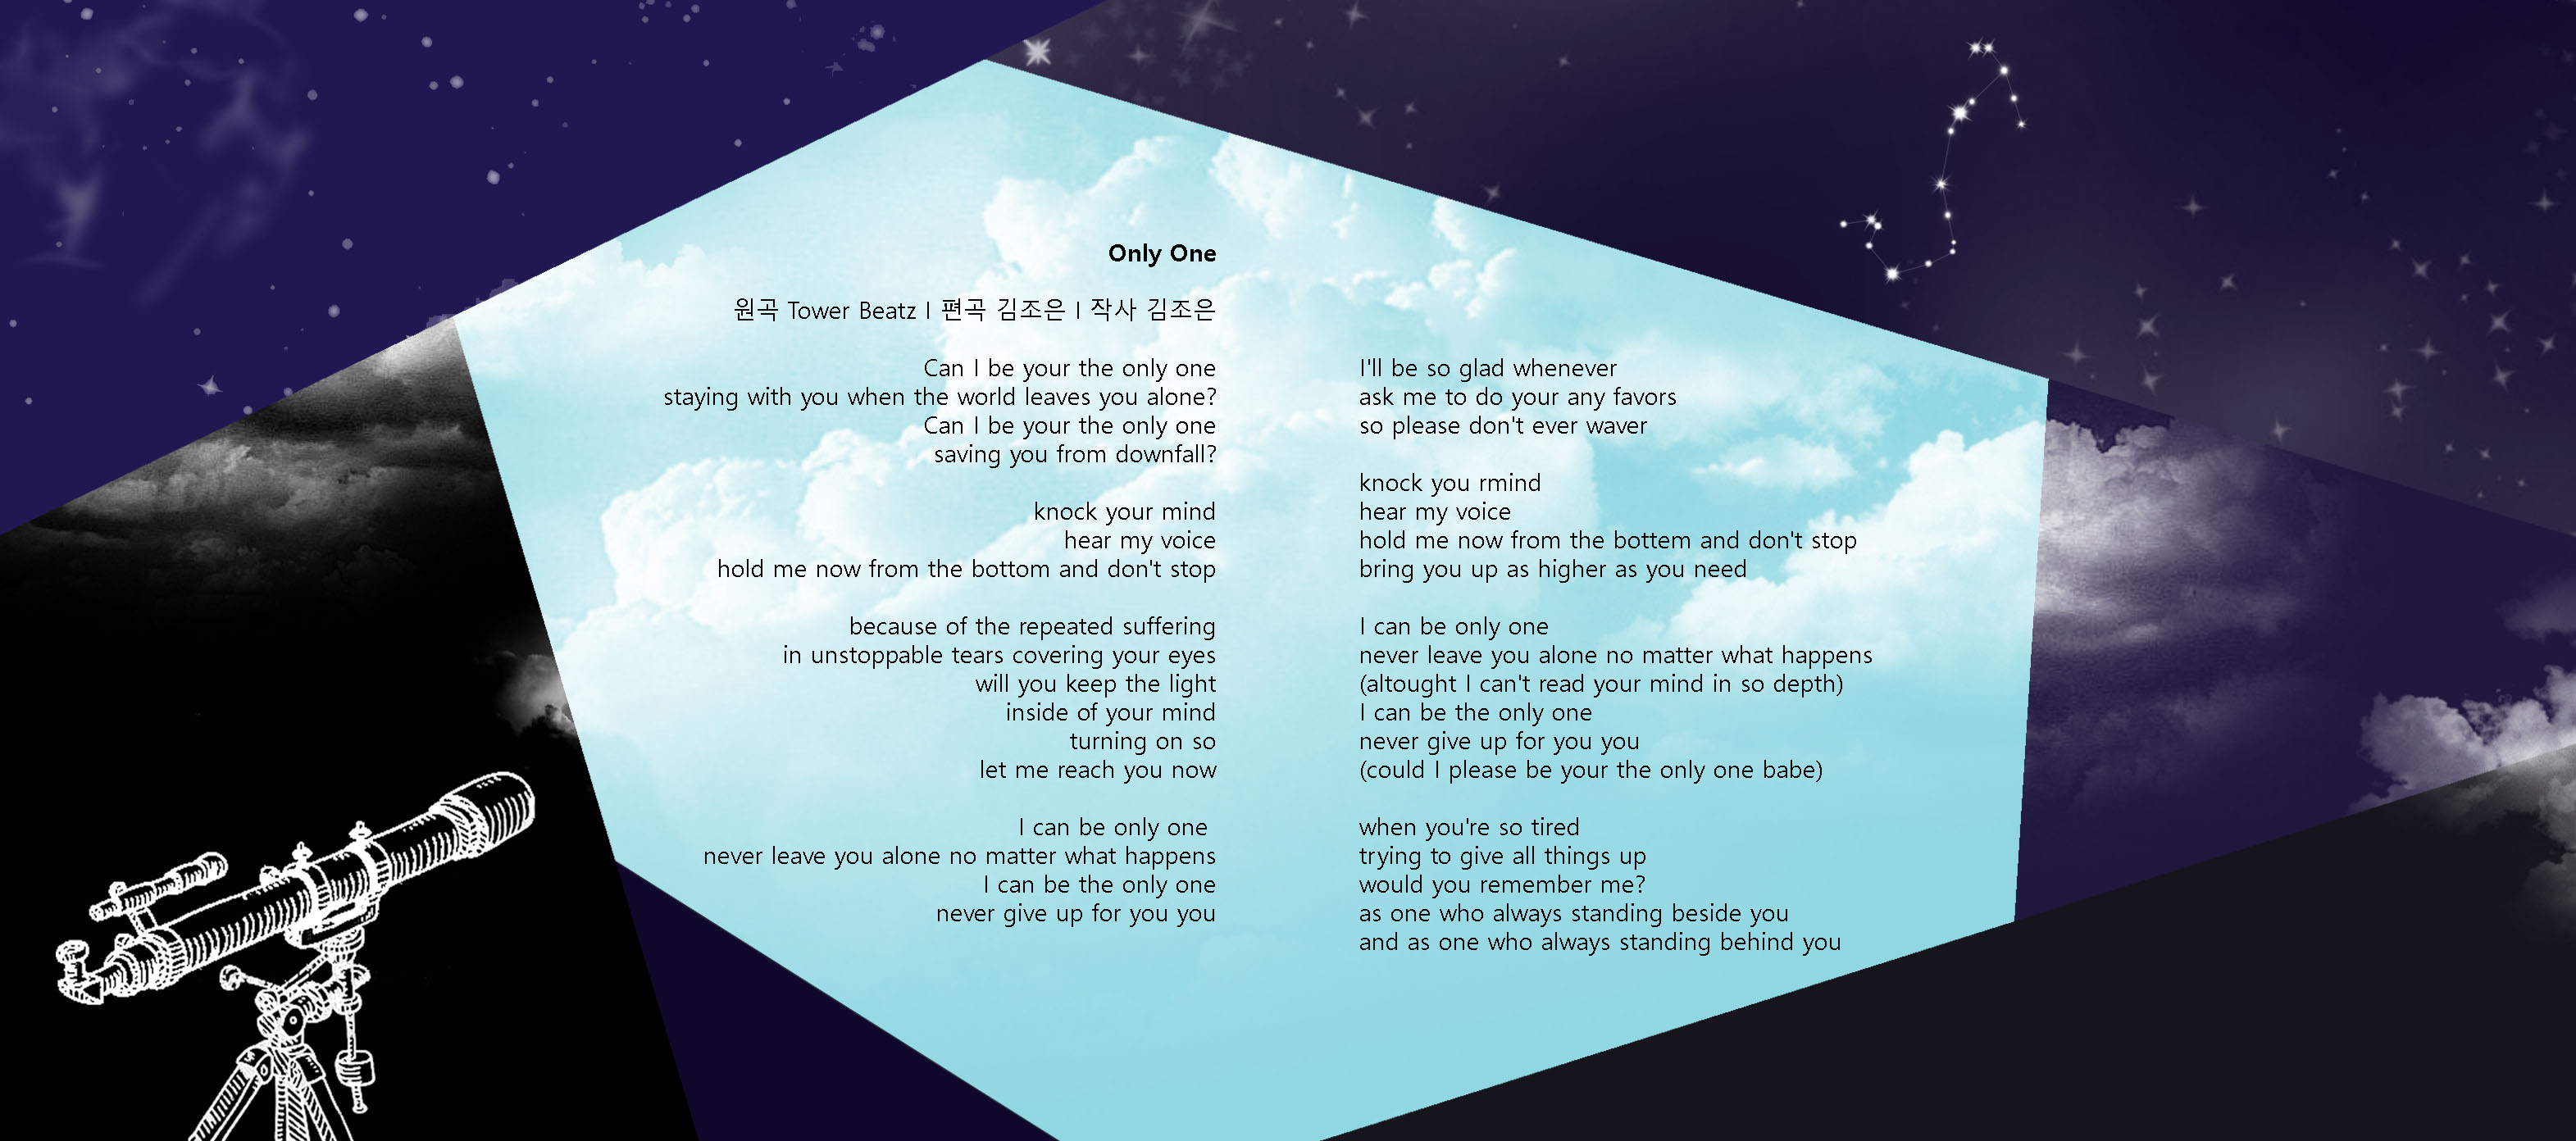 Only One
원곡 Tower Beatz l 편곡 김조은 l 작사 김조은
Can I be your the only one
staying with you when the world leaves you alone?
Can I be your the only one
saving you from downfall?
knock your mind
hear my voice
hold me now from the bottom and don't stop
because of the repeated suffering
in unstoppable tears covering your eyes
will you keep the light
inside of your mind
turning on so
let me reach you now
I can be only one
never leave you alone no matter what happens
I can be the only one
never give up for you you
I'll be so glad whenever
ask me to do your any favors
so please don't ever waver
knock you rmind
hear my voice
hold me now from the bottem and don't stop
bring you up as higher as you need
I can be only one
never leave you alone no matter what happens
(altought I can't read your mind in so depth)
I can be the only one
never give up for you you
(could I please be your the only one babe)
when you're so tired
trying to give all things up
would you remember me?
as one who always standing beside you
and as one who always standing behind you